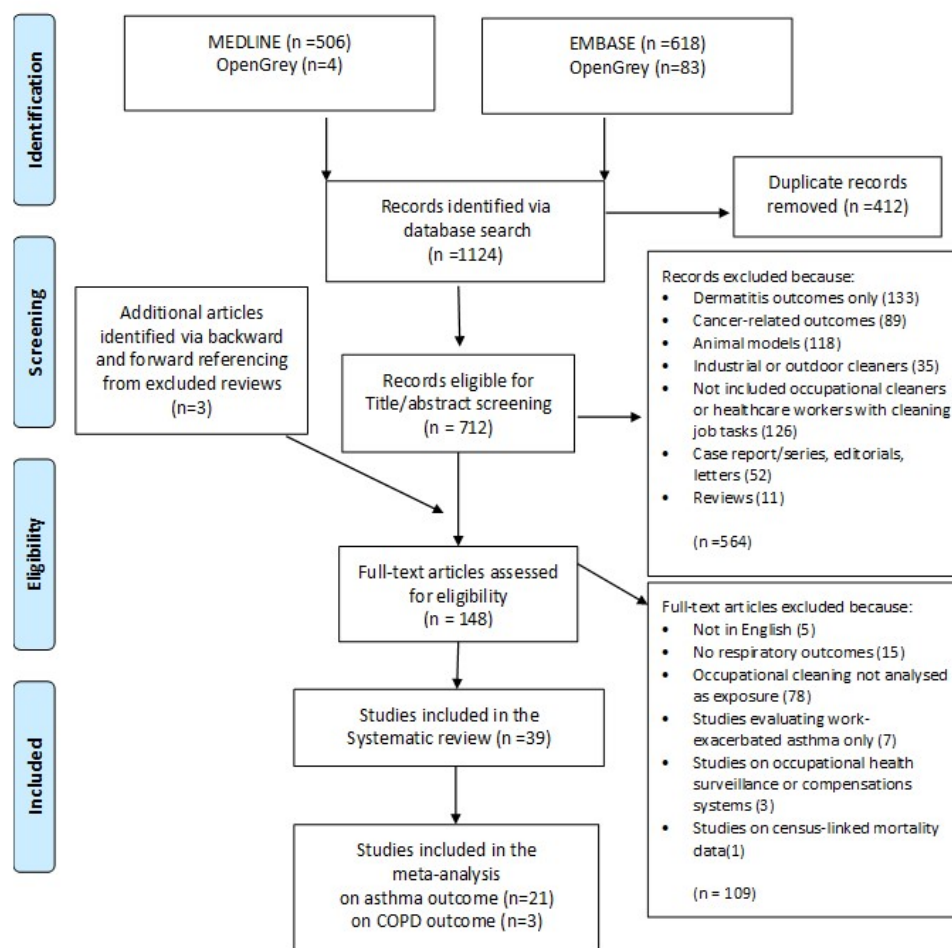 Identification
MEDLINE (n =506)
OpenGrey (n=4)
EMBASE (n =618)
OpenGrey (n=83)
Records identified via
database search
(n =1124)
Duplicate records
removed (n =412)
Screening
Additional articles
identified via backward
and forward referencing
from excluded reviews
(n=3)
Records eligible for
Title/abstract screening
n = 712)
Records excluded because:
• Dermatitis outcomes only (133)
• Cancer-related outcomes (89)
• Animal models (118)
• Industrial or outdoor cleaners (35)
• Not included occupational cleaners
or healthcare workers with cleaning
job tasks (126)
• Case report/series, editorials,
letters (52)
• Reviews (11)
(n =564)
Eligibility
Full-text articles assessed
for eligibility
(n = 148)
Full-text articles excluded because:
• Not in English (5)
• No respiratory outcomes (15)
• Occupational cleaning not analysed
as exposure (78)
• Studies evaluating work-
exacerbated asthma only (7)
• Studies on occupational health
surveillance or compensations
systems (3)
• Studies on census-linked mortality
data(1)
(n = 109)
Included
Studies included in the
Systematic review (n =39)
Studies included in the
meta-analysis
on asthma outcome (n=21)
on COPD outcome (n=3)